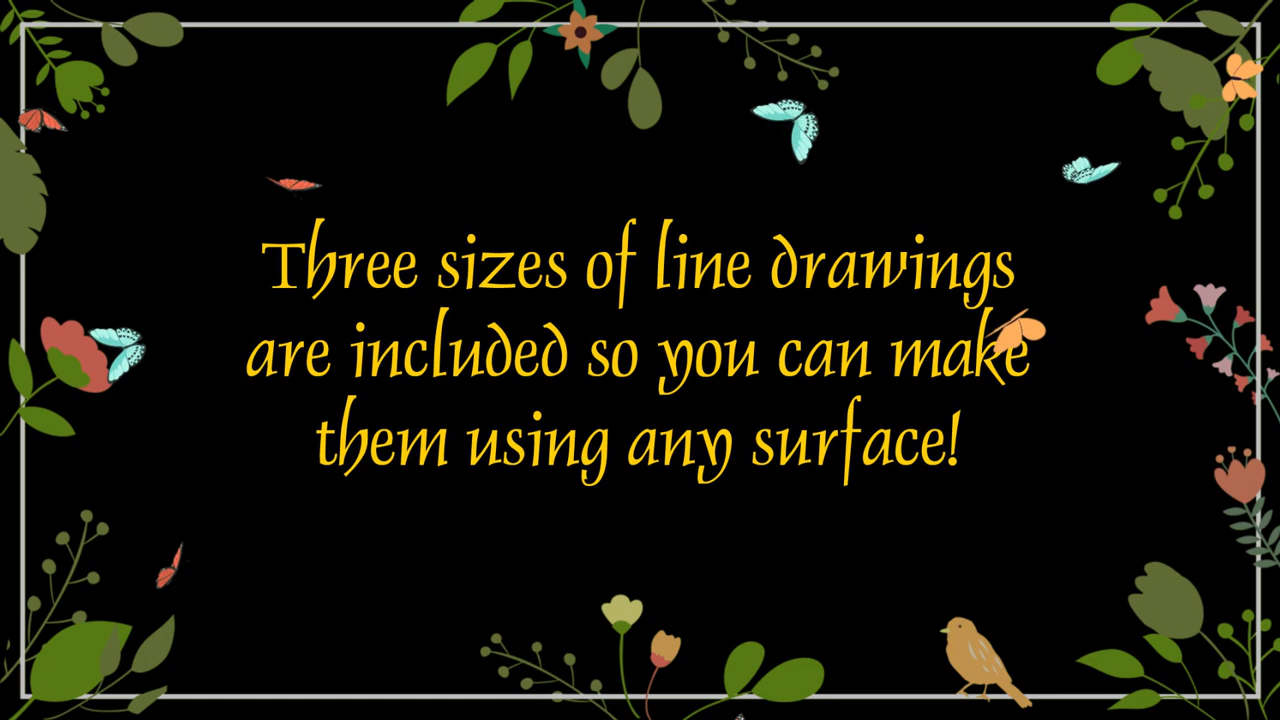 Three sizes of line drawings
are included so you can make
them using any surface!